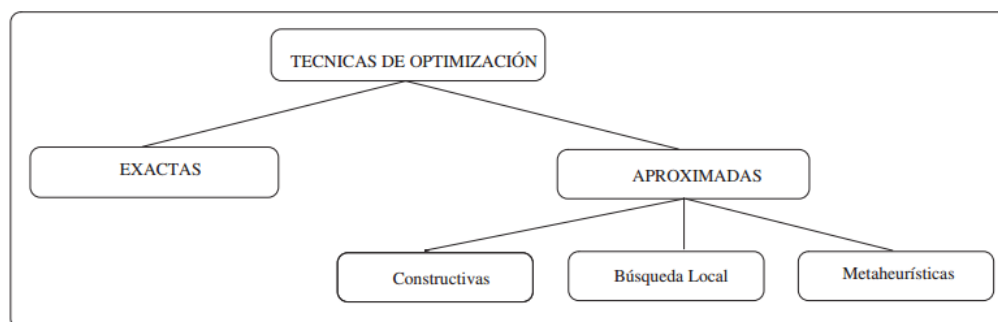 TECNICAS DE OPTIMIZACIÓN
EXACTAS
APROXIMADAS
Constructivas
Búsqueda Local
Metaheurísticas